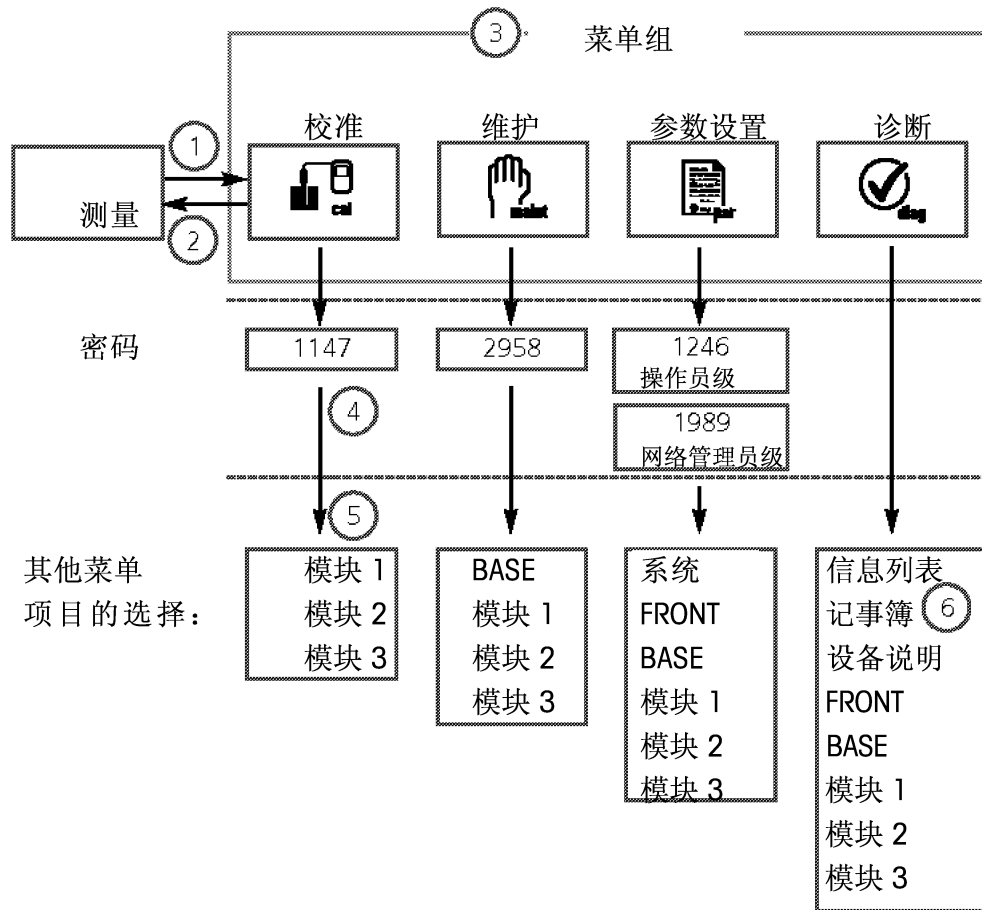 3 菜单组
校准 维护 参数设置 诊断
1
测量 cal maint par diag
2
密码 1147 2958 1246
操作员级
4 1989
网络管理员级
5
其他菜单 模块 1 BASE 系统 信息列表
项目的选择： 模块 2 模块 1 FRONT 记事簿 6
模块 3 模块 2 BASE 设备说明
模块 3 模块 1 FRONT
模块 2 BASE
模块 3 模块 1
模块 2
模块 3